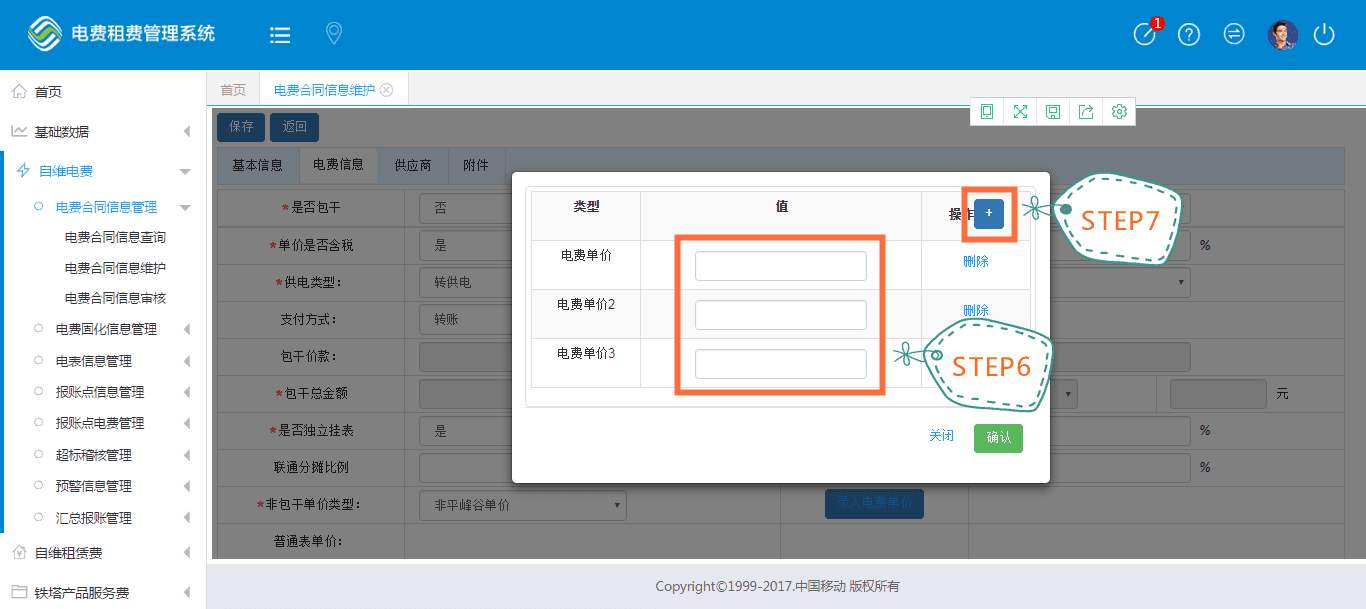 电费租费管理系统
1
首页
基础数据
自维电费
电费合同信息管理
电费合同信息查询
电费合同信息维护
电费合同信息审核
电费固化信息管理
电表信息管理
报账点信息管理
报账点电费管理
超标稽核管理
预警信息管理
汇总报账管理
自维租赁费
铁塔产品服务费
首页 电费合同信息维护
保存 返回
基本信息 电费信息 供应商 附件
*是否包干 否
*单价是否含税 是 %
*供电类型: 转供电
支付方式: 转账
包干价款:
*包干总金额 元
*是否独立挂表 是 %
联通分摊比例 %
*非包干单价类型: 非平峰谷单价 录入电费单价
普通表单价:
类型 值 操作 +
电费单价 删除
电费单价2 删除
电费单价3
关闭 确认
STEP7
STEP6
Copyright©1999-2017.中国移动 版权所有